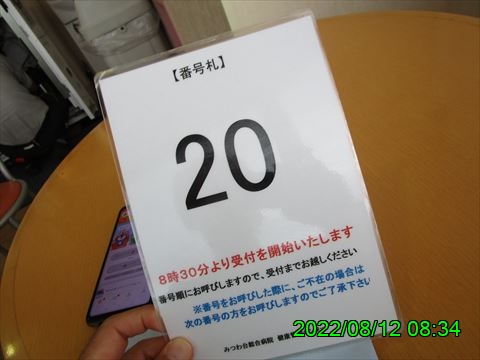 【番号札】
20
8時30分より受付を開始いたします
番号順にお呼びしますので、受付までお越しください
※番号をお呼びした際に、ご不在の場合は
次の番号の方をお呼びしますのでご了承下さい
みつわ台総合病院 健康
2022/08/12 08:34